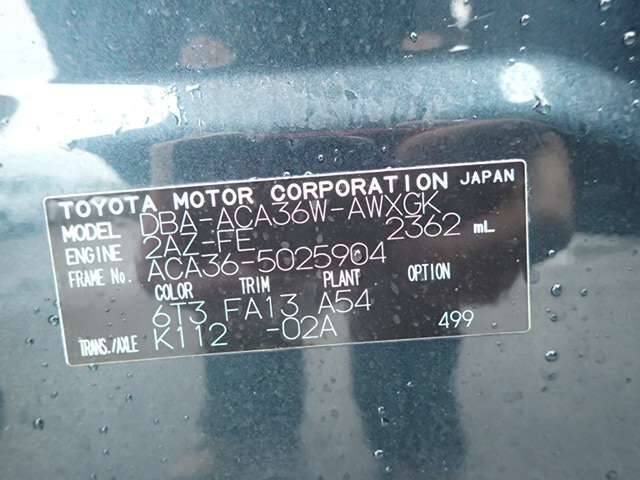 TOYOTA MOTOR CORPORATION JAPAN
MODEL DBA-ACA36W-AWXGK
ENGINE 2AZ-FE 2362 mL
FRAME No. ACA36-5025904
COLOR TRIM PLANT OPTION
6T3 FA13 A54
TRANS./AXLE K112 -02A 499